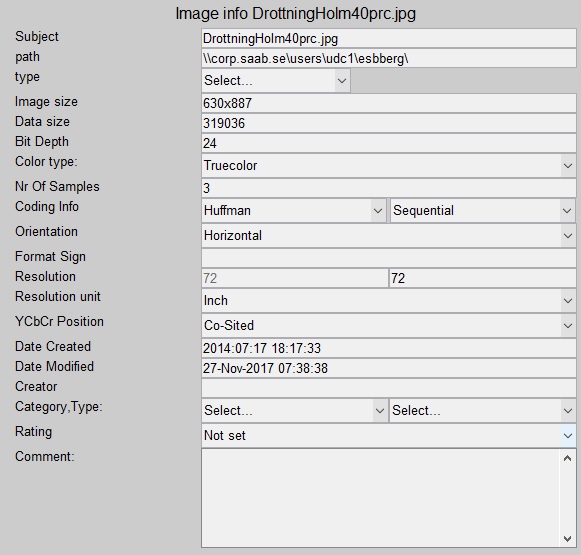 Image info DrottningHolm40prc.jpg
Subject DrottningHolm40prc.jpg
path \\corp.saab.se\users\udc1\esbberg\
type Select...
Image size 630x887
Data size 319036
Bit Depth 24
Color type: Truecolor
Nr Of Samples 3
Coding Info Huffman Sequential
Orientation Horizontal
Format Sign
Resolution 72 72
Resolution unit Inch
YCbCr Position Co-Sited
Date Created 2014:07:17 18:17:33
Date Modified 27-Nov-2017 07:38:38
Creator
Category,Type: Select... Select...
Rating Not set
Comment: